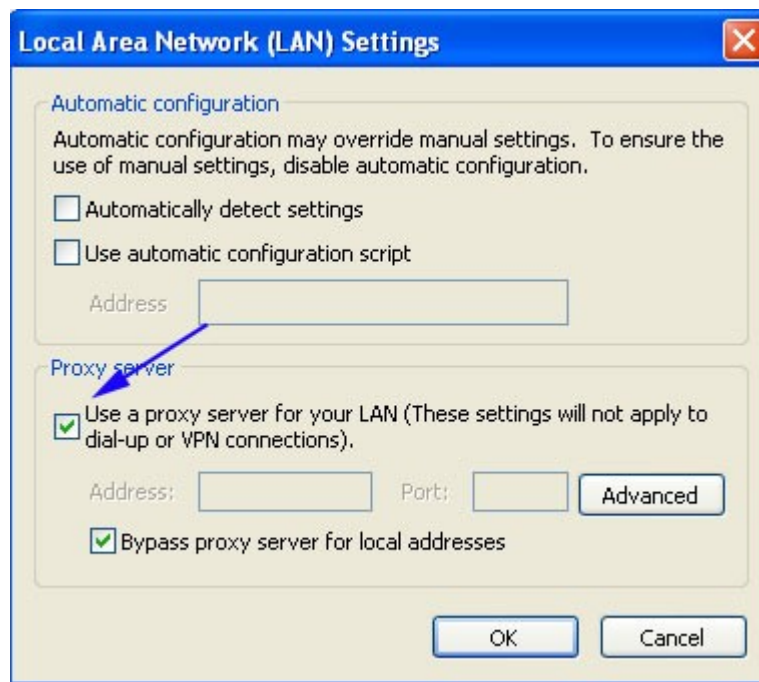 Local Area Network (LAN) Settings
Automatic configuration
Automatic configuration may override manual settings. To ensure the
use of manual settings, disable automatic configuration.
Automatically detect settings
Use automatic configuration script
Address
Proxy server
Use a proxy server for your LAN (These settings will not apply to
dial-up or VPN connections).
Address: Port: Advanced
Bypass proxy server for local addresses
OK Cancel